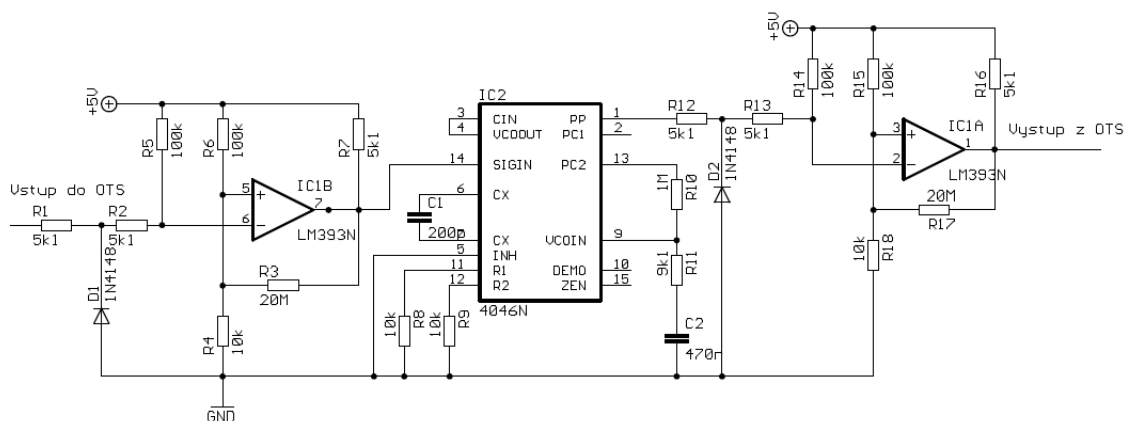 +5V
R14
100k
R15
100k
R16
5k1
+5V
R5
100k
R6
100k
R7
5k1
IC2
3
CIN
4
VCOOUT
14
SIGIN
6
CX
CX
5
INH
11
R1
12
R2
PP
1
PC1
2
PC2
13
VCOIN
9
DEMO
10
ZEN
15
4046N
R12
5k1
R13
5k1
D2
1N4148
3
+
2
-
1
IC1A
LM393N
Vystup z OTS
20M
R17
10k
R18
Vstup do OTS
R1
5k1
R2
5k1
D1
1N4148
5
+
6
-
7
IC1B
LM393N
R3
20M
R4
10k
C1
200p
10k
R8
10k
R9
1M
R10
9k1
R11
C2
GND